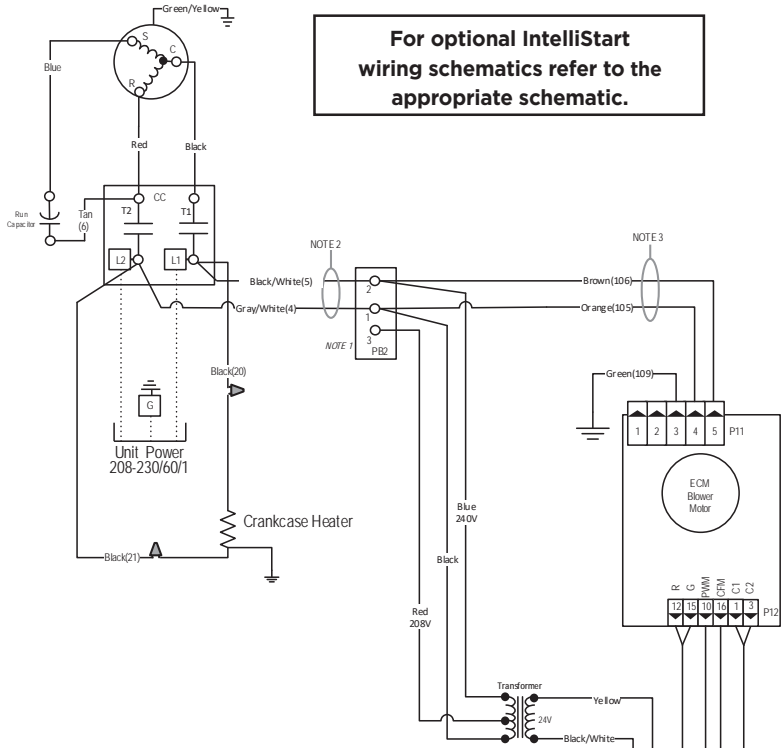 Green/Yellow
For optional IntelliStart
wiring schematics refer to the
appropriate schematic.
S
C
R
Blue
Red
Black
Run
Capacitor
Tan
(6)
CC
T2
T1
L2
L1
NOTE 2
NOTE 3
Black/White(5)
Gray/White(4)
2
1
3
PB2
NOTE 1
Brown(106)
Orange(105)
Black(20)
Green(109)
G
Unit Power
208-230/60/1
1 2 3 4 5 P11
ECM
Blower
Motor
Crankcase Heater
Black(21)
Blue
240V
Black
Red
208V
R G PWM CFM C1 C2
12 15 10 16 1 3 P12
Transformer
Yellow
24V
Black/White